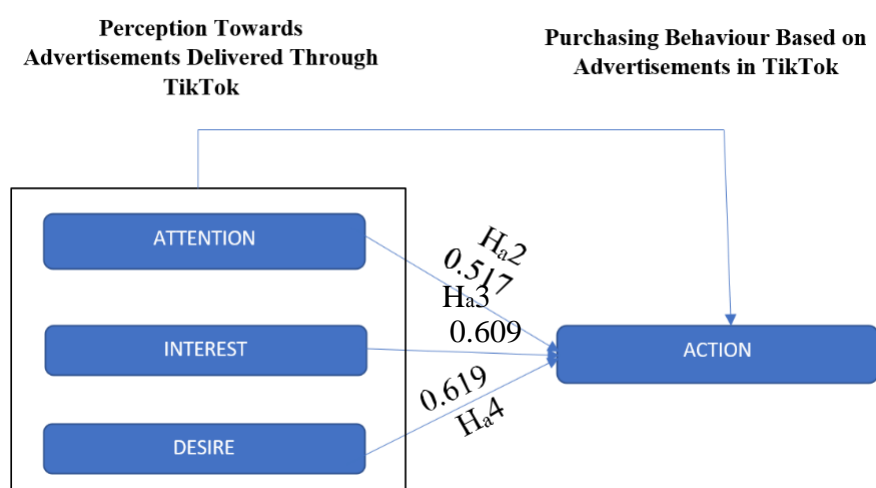 Perception Towards
Advertisements Delivered Through
TikTok
Purchasing Behaviour Based on
Advertisements in TikTok
ATTENTION
Hₐ2
0.517
Hₐ3
0.609
INTEREST
ACTION
0.619
Hₐ4
DESIRE